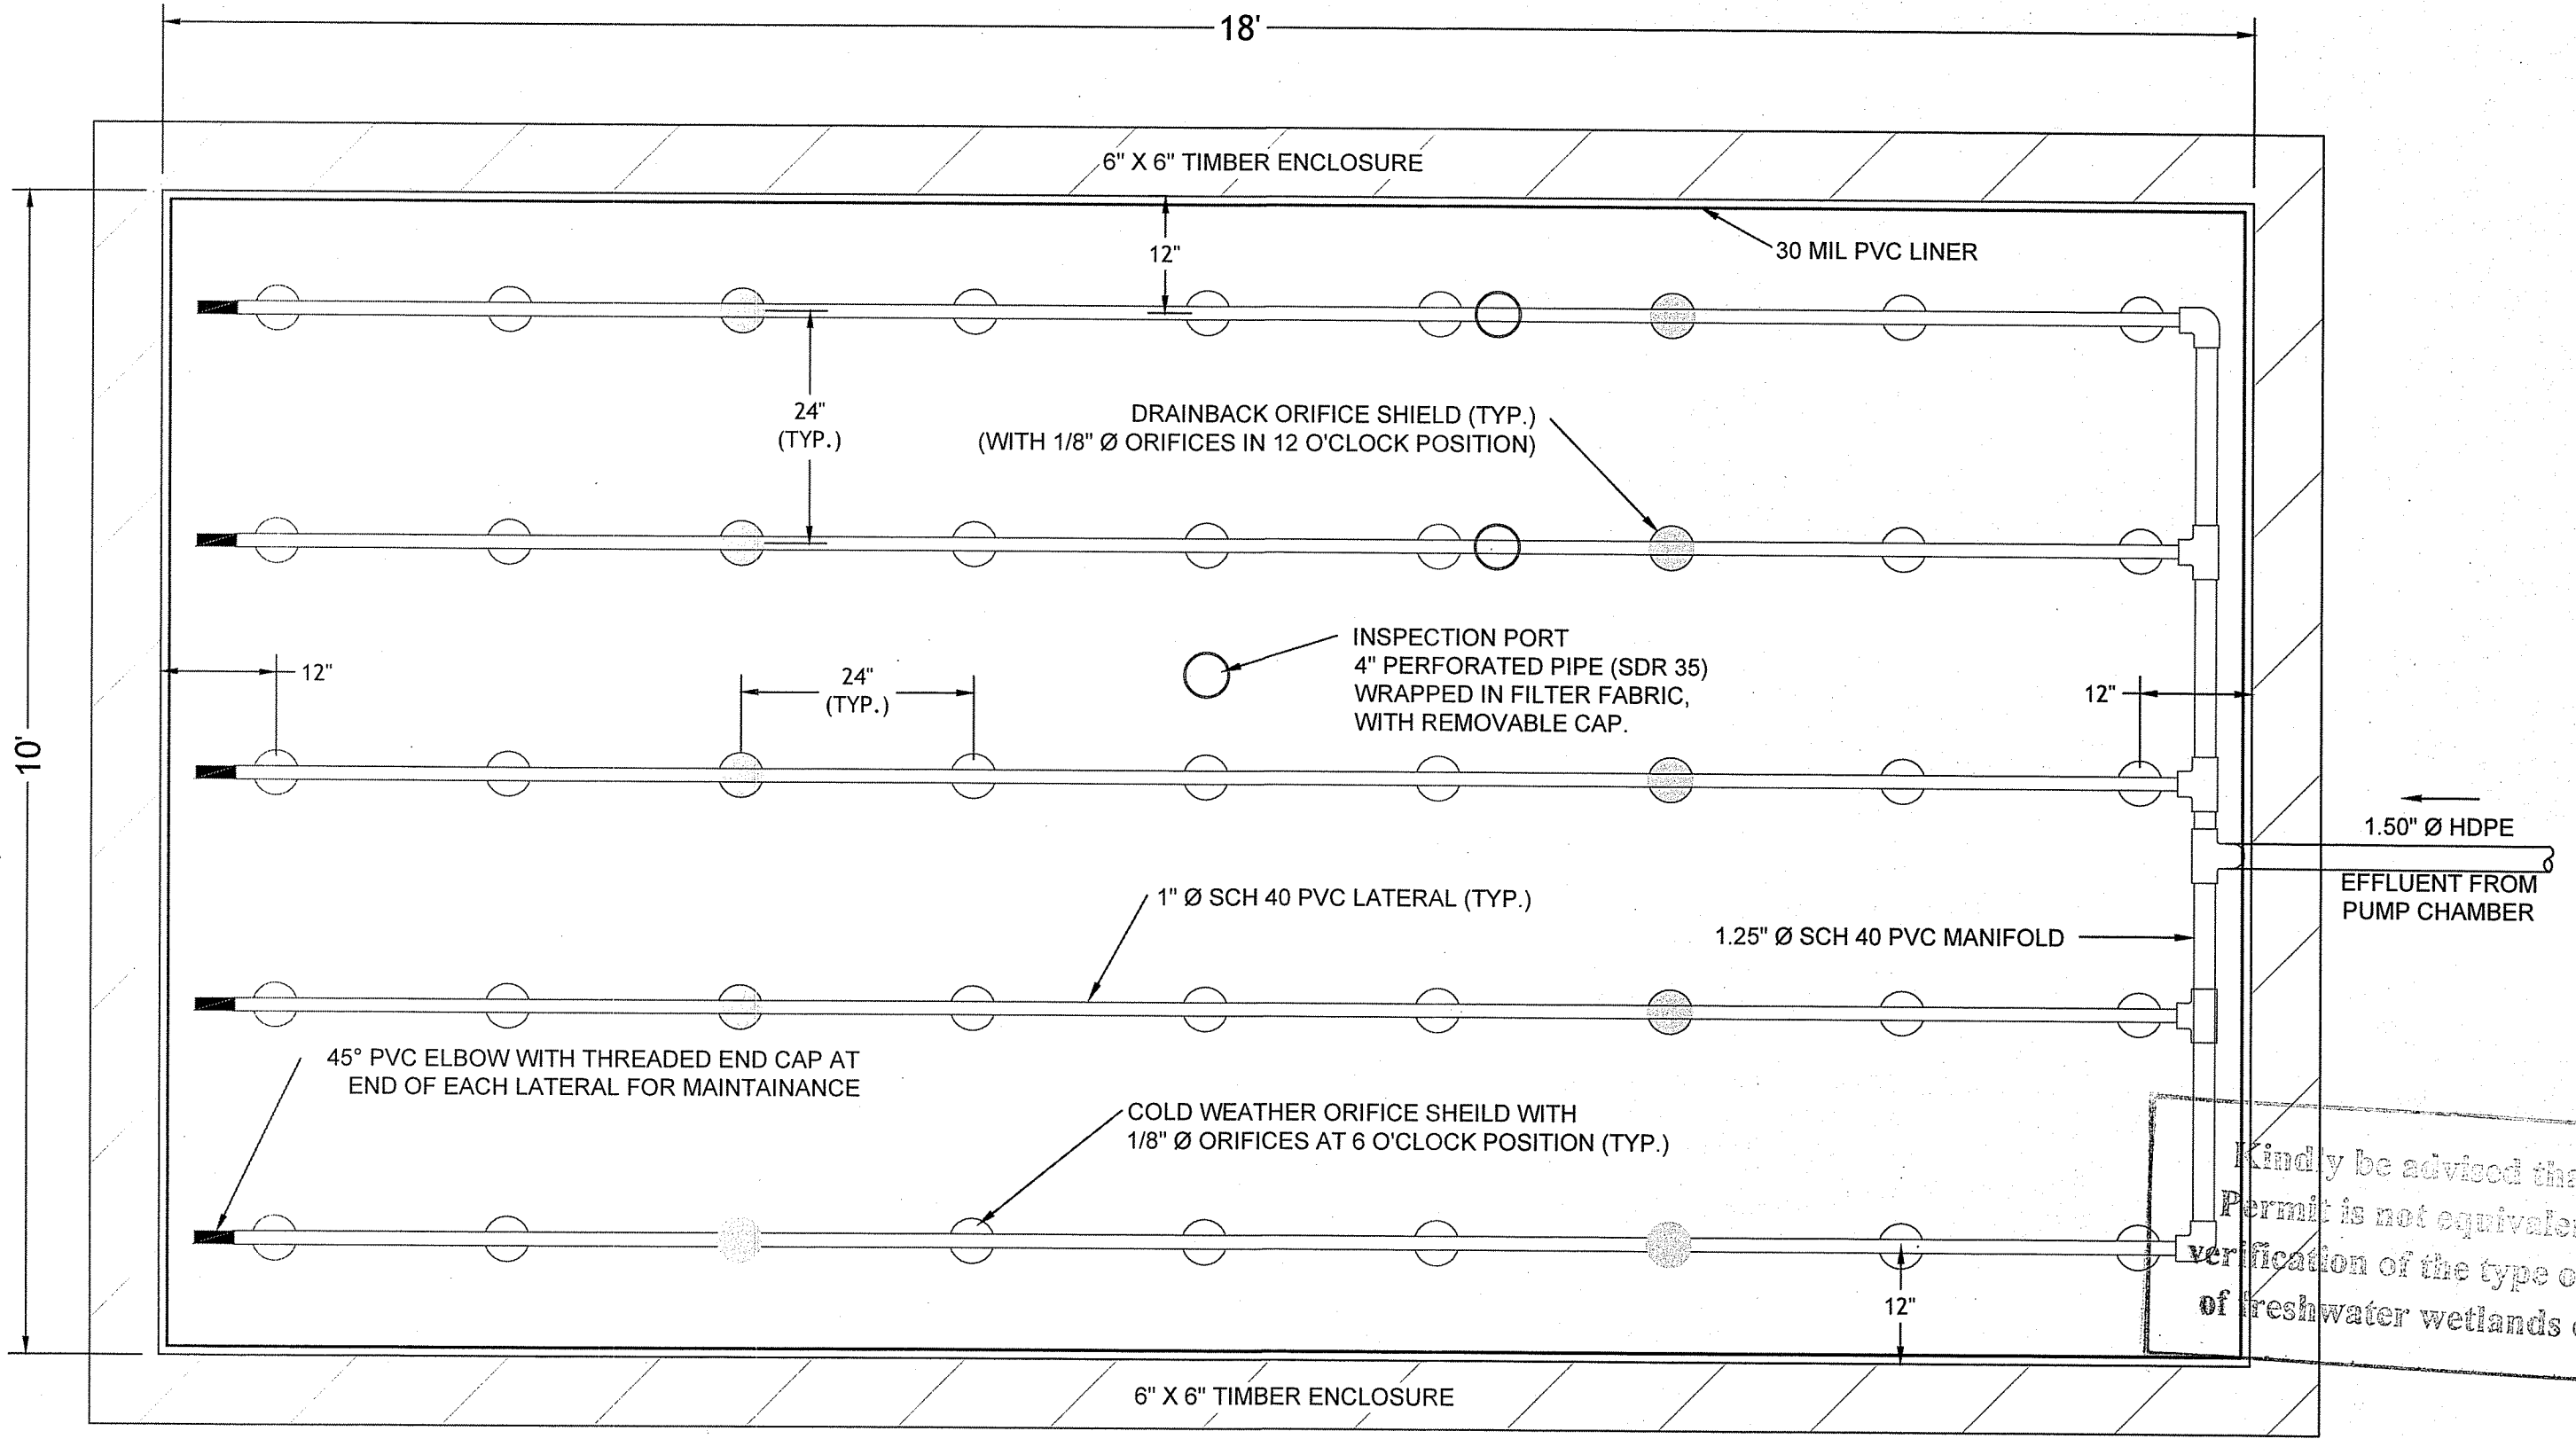 18'
6" X 6" TIMBER ENCLOSURE
12"
30 MIL PVC LINER
24"
(TYP.)
DRAINBACK ORIFICE SHIELD (TYP.)
(WITH 1/8" Ø ORIFICES IN 12 O'CLOCK POSITION)
INSPECTION PORT
4" PERFORATED PIPE (SDR 35)
WRAPPED IN FILTER FABRIC,
WITH REMOVABLE CAP.
12"
24"
(TYP.)
12"
10'
1.50" Ø HDPE
EFFLUENT FROM
PUMP CHAMBER
1" Ø SCH 40 PVC LATERAL (TYP.)
1.25" Ø SCH 40 PVC MANIFOLD
45° PVC ELBOW WITH THREADED END CAP AT
END OF EACH LATERAL FOR MAINTAINANCE
COLD WEATHER ORIFICE SHEILD WITH
1/8" Ø ORIFICES AT 6 O'CLOCK POSITION (TYP.)
12"
Kindly be advised
Permit is not
verification of the type
of freshwater wetlands
6" X 6" TIMBER ENCLOSURE